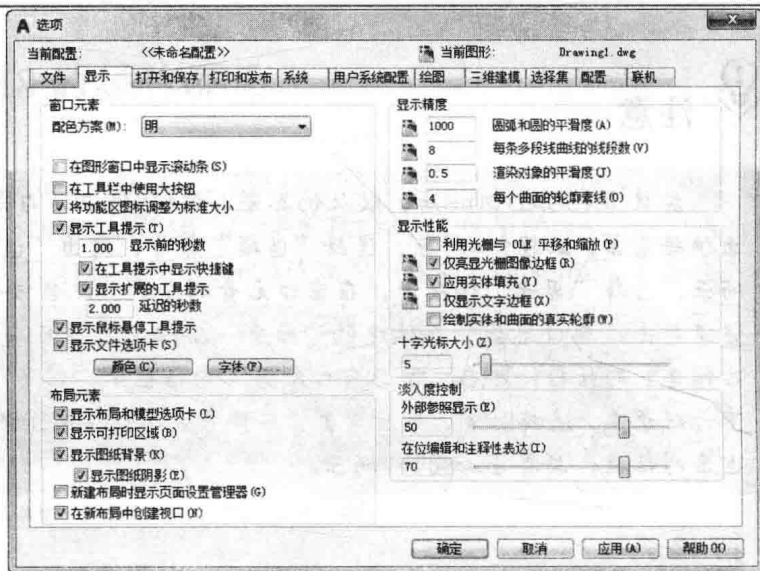 选项
当前配置: <<未命名配置>> 当前图形: Drawing1.dwg
文件 显示 打开和保存 打印和发布 系统 用户系统配置 绘图 三维建模 选择集 配置 联机
窗口元素
配色方案(M): 明
在图形窗口中显示滚动条(S)
在工具栏中使用大按钮
将功能区图标调整为标准大小
显示工具提示(T)
1.000 显示前的秒数
在工具提示中显示快捷键
显示扩展的工具提示
2.000 延迟的秒数
显示鼠标悬停工具提示
显示文件选项卡(S)
颜色(C)... 字体(F)...
布局元素
显示布局和模型选项卡(L)
显示可打印区域(B)
显示图纸背景(K)
显示图纸阴影(E)
新建布局时显示页面设置管理器(G)
在新布局中创建视口(N)
显示精度
1000 圆弧和圆的平滑度(A)
8 每条多段线曲线的线段数(V)
0.5 渲染对象的平滑度(J)
4 每个曲面的轮廓素线(O)
显示性能
利用光栅与 OLE 平移和缩放(P)
仅亮显光栅图像边框(R)
应用实体填充(Y)
仅显示文字边框(X)
绘制实体和曲面的真实轮廓(W)
十字光标大小(Z)
5
淡入度控制
外部参照显示(E)
50
在位编辑和注释性表达(I)
70
确定 取消 应用(A) 帮助(H)